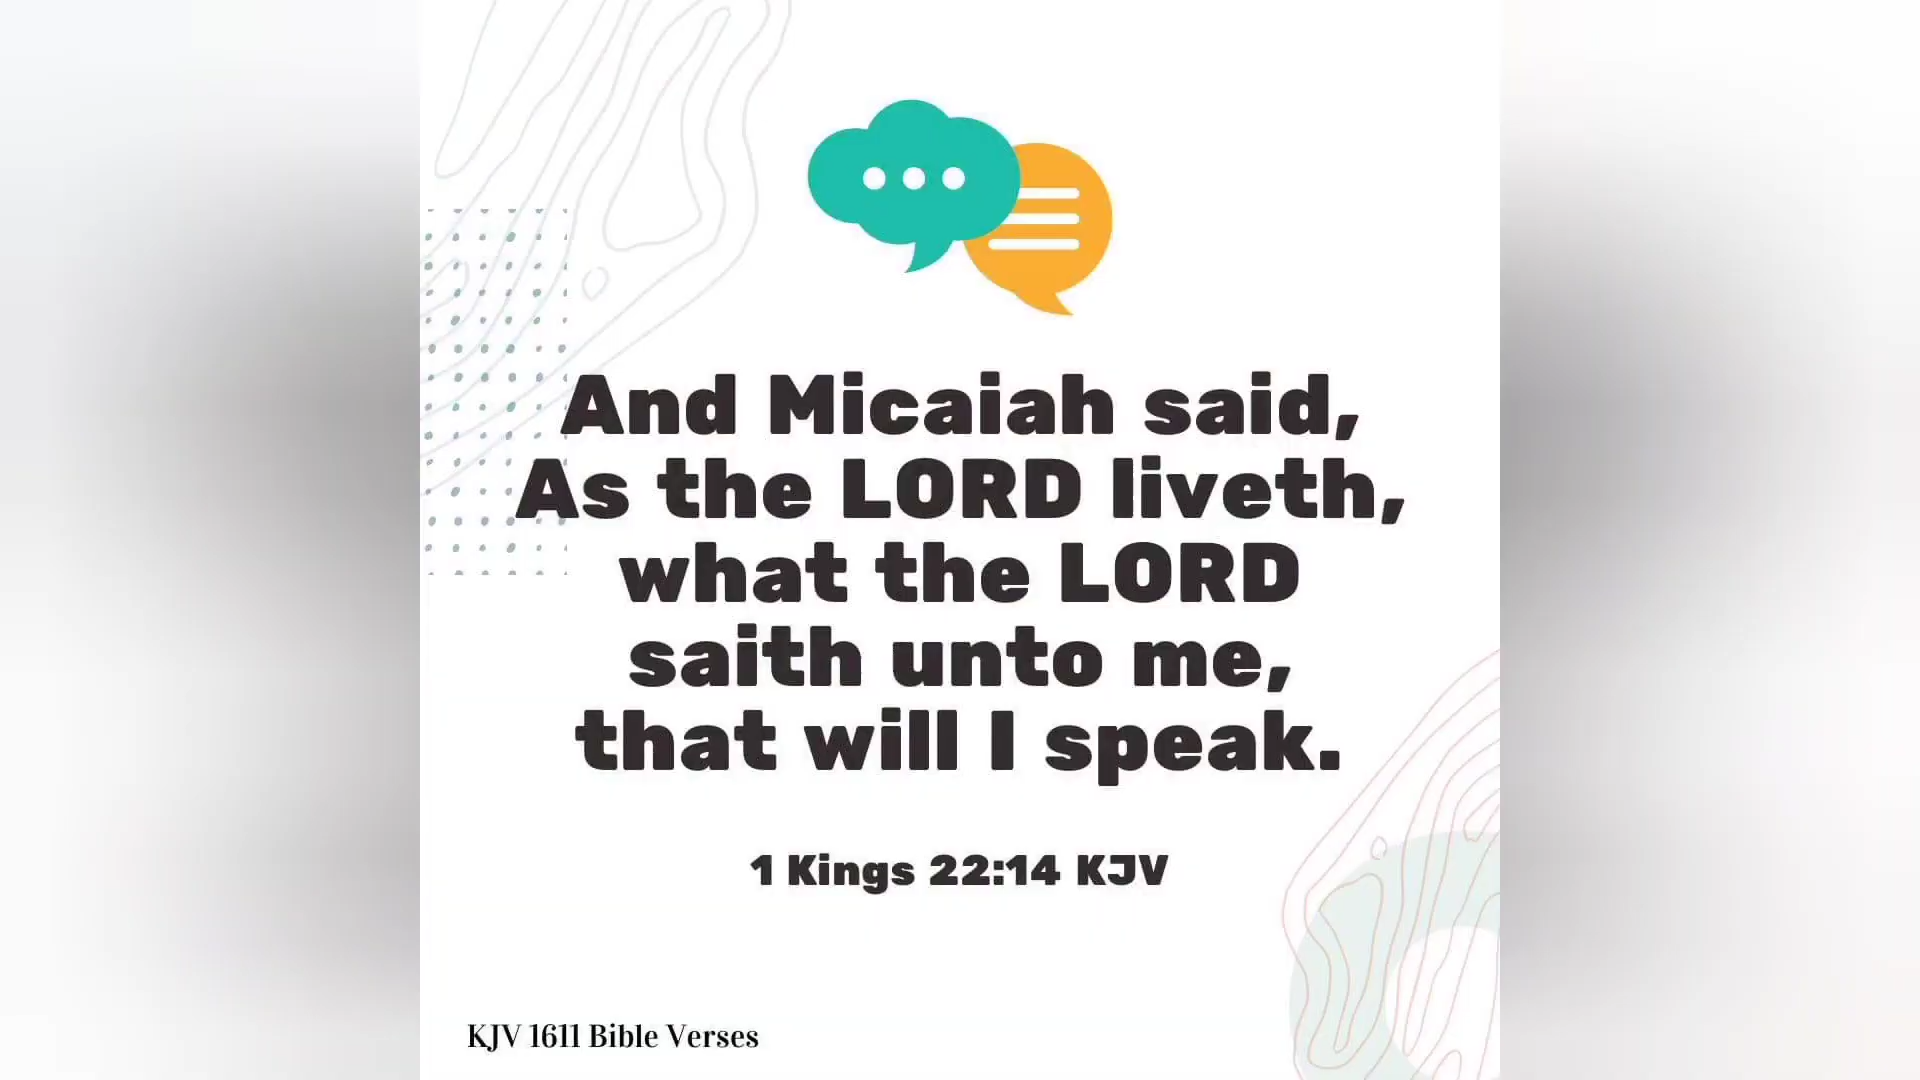 And Micaiah said,
As the LORD liveth,
what the LORD
saith unto me,
that will I speak.
1 Kings 22:14 KJV
KJV 1611 Bible Verses